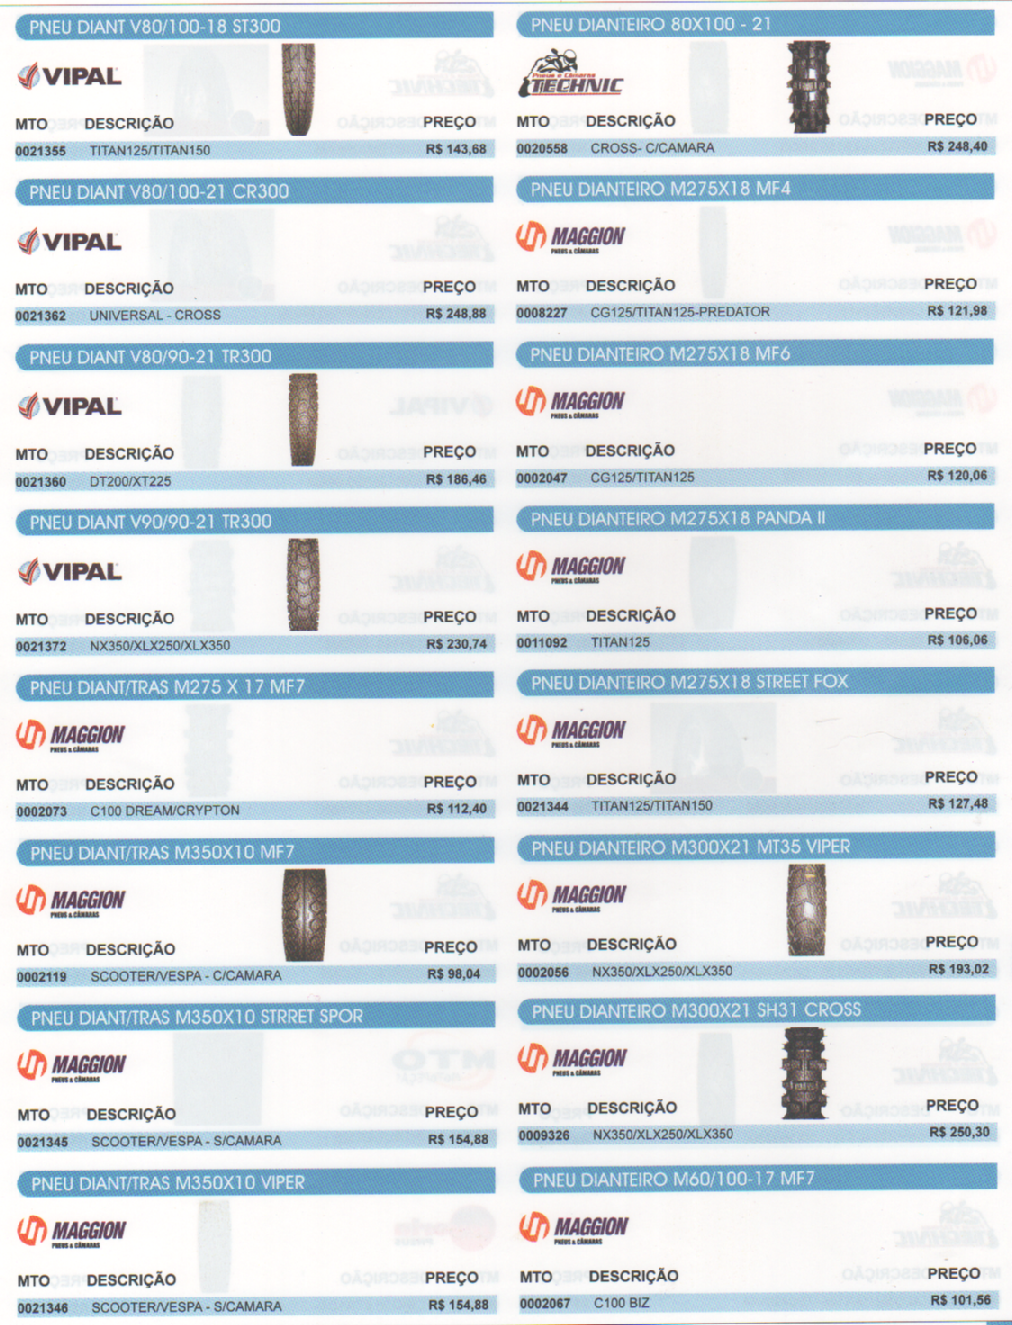 PNEU DIANT V80/100-18 ST300
VIPAL
MTO DESCRIÇÃO PREÇO
0021355 TITAN125/TITAN150 R$ 143,68
PNEU DIANT V80/100-21 CR300
VIPAL
MTO DESCRIÇÃO PREÇO
0021362 UNIVERSAL - CROSS R$ 248,88
PNEU DIANT V80/90-21 TR300
VIPAL
MTO DESCRIÇÃO PREÇO
0021360 DT200/XT225 R$ 186,46
PNEU DIANT V90/90-21 TR300
VIPAL
MTO DESCRIÇÃO PREÇO
0021372 NX350/XLX250/XLX350 R$ 230,74
PNEU DIANT/TRAS M275 X 17 MF7
MAGGION
PNEUS & CÂMARAS
MTO DESCRIÇÃO PREÇO
0002073 C100 DREAM/CRYPTON R$ 112,40
PNEU DIANT/TRAS M350X10 MF7
MAGGION
PNEUS & CÂMARAS
MTO DESCRIÇÃO PREÇO
0002119 SCOOTER/VESPA - C/CAMARA R$ 98,04
PNEU DIANT/TRAS M350X10 STRRET SPOR
MAGGION
PNEUS & CÂMARAS
MTO DESCRIÇÃO PREÇO
0021345 SCOOTER/VESPA - S/CAMARA R$ 154,88
PNEU DIANT/TRAS M350X10 VIPER
MAGGION
PNEUS & CÂMARAS
MTO DESCRIÇÃO PREÇO
0021346 SCOOTER/VESPA - S/CAMARA R$ 154,88
PNEU DIANTEIRO 80X100 - 21
Pneus e Câmaras
TECHNIC
MTO DESCRIÇÃO PREÇO
0020558 CROSS- C/CAMARA R$ 248,40
PNEU DIANTEIRO M275X18 MF4
MAGGION
PNEUS & CÂMARAS
MTO DESCRIÇÃO PREÇO
0008227 CG125/TITAN125-PREDATOR R$ 121,98
PNEU DIANTEIRO M275X18 MF6
MAGGION
PNEUS & CÂMARAS
MTO DESCRIÇÃO PREÇO
0002047 CG125/TITAN125 R$ 120,06
PNEU DIANTEIRO M275X18 PANDA II
MAGGION
PNEUS & CÂMARAS
MTO DESCRIÇÃO PREÇO
0011092 TITAN125 R$ 106,06
PNEU DIANTEIRO M275X18 STREET FOX
MAGGION
PNEUS & CÂMARAS
MTO DESCRIÇÃO PREÇO
0021344 TITAN125/TITAN150 R$ 127,48
PNEU DIANTEIRO M300X21 MT35 VIPER
MAGGION
PNEUS & CÂMARAS
MTO DESCRIÇÃO PREÇO
0002056 NX350/XLX250/XLX350 R$ 193,02
PNEU DIANTEIRO M300X21 SH31 CROSS
MAGGION
PNEUS & CÂMARAS
MTO DESCRIÇÃO PREÇO
0009326 NX350/XLX250/XLX350 R$ 250,30
PNEU DIANTEIRO M60/100-17 MF7
MAGGION
PNEUS & CÂMARAS
MTO DESCRIÇÃO PREÇO
0002067 C100 BIZ R$ 101,56